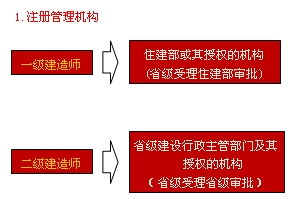 1.注册管理机构
一级建造师
住建部或其授权的机构
(省级受理住建部审批)
二级建造师
省级建设行政主管部门及其
授权的机构
（省级受理省级审批）